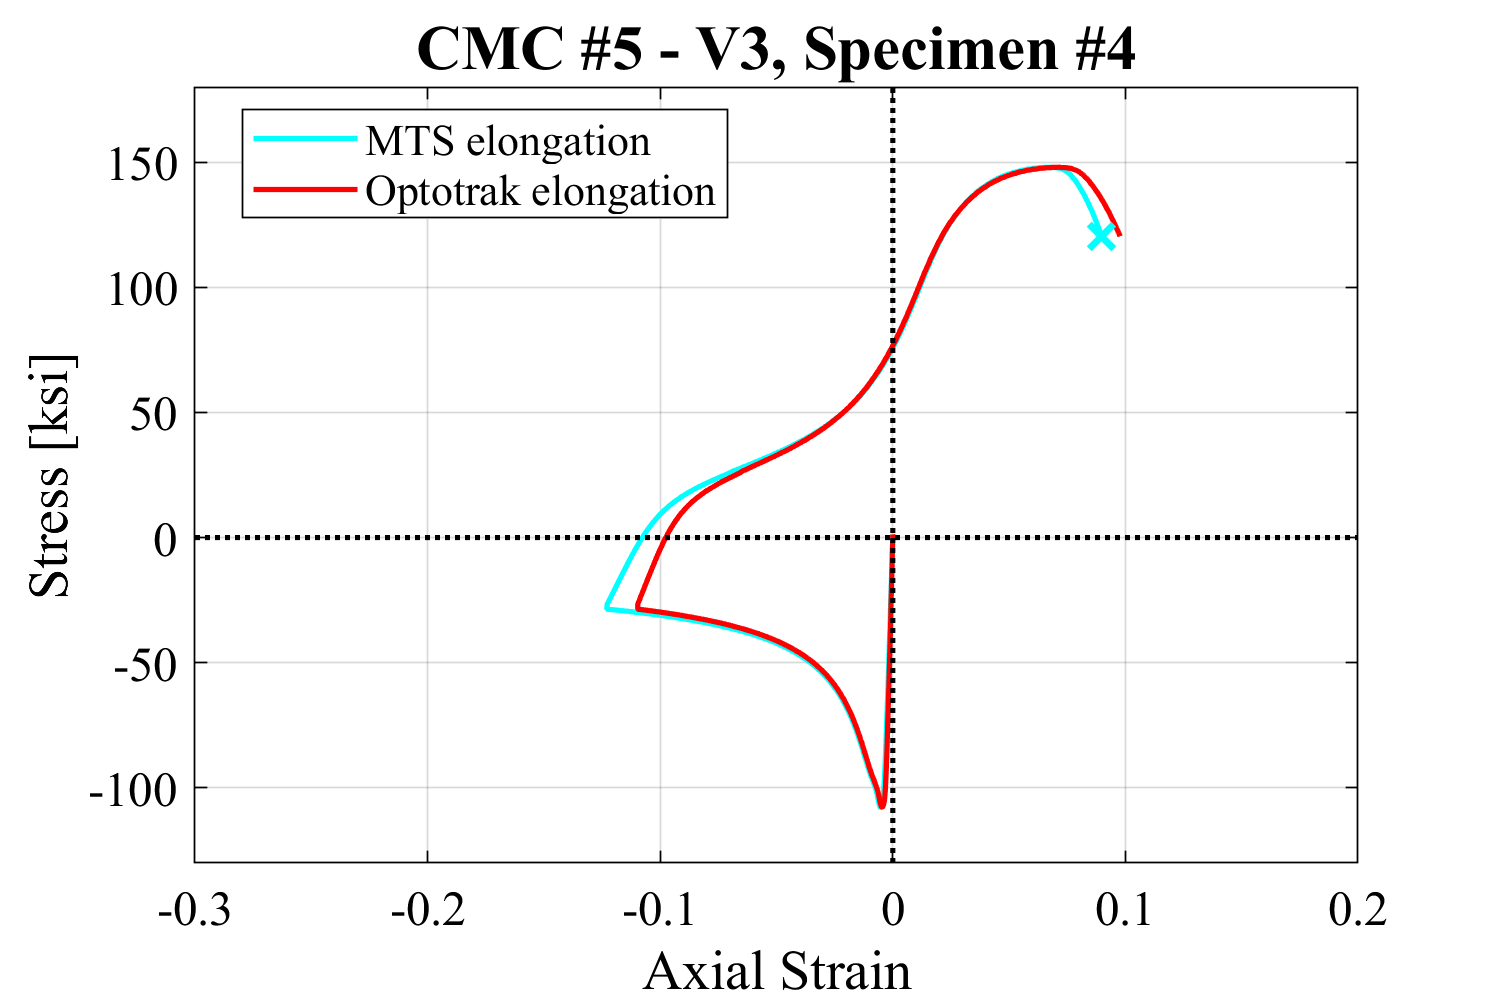 CMC #5 - V3, Specimen #4
MTS elongation
Optotrak elongation
150
100
50
0
-50
-100
Stress [ksi]
-0.3 -0.2 -0.1 0 0.1 0.2
Axial Strain